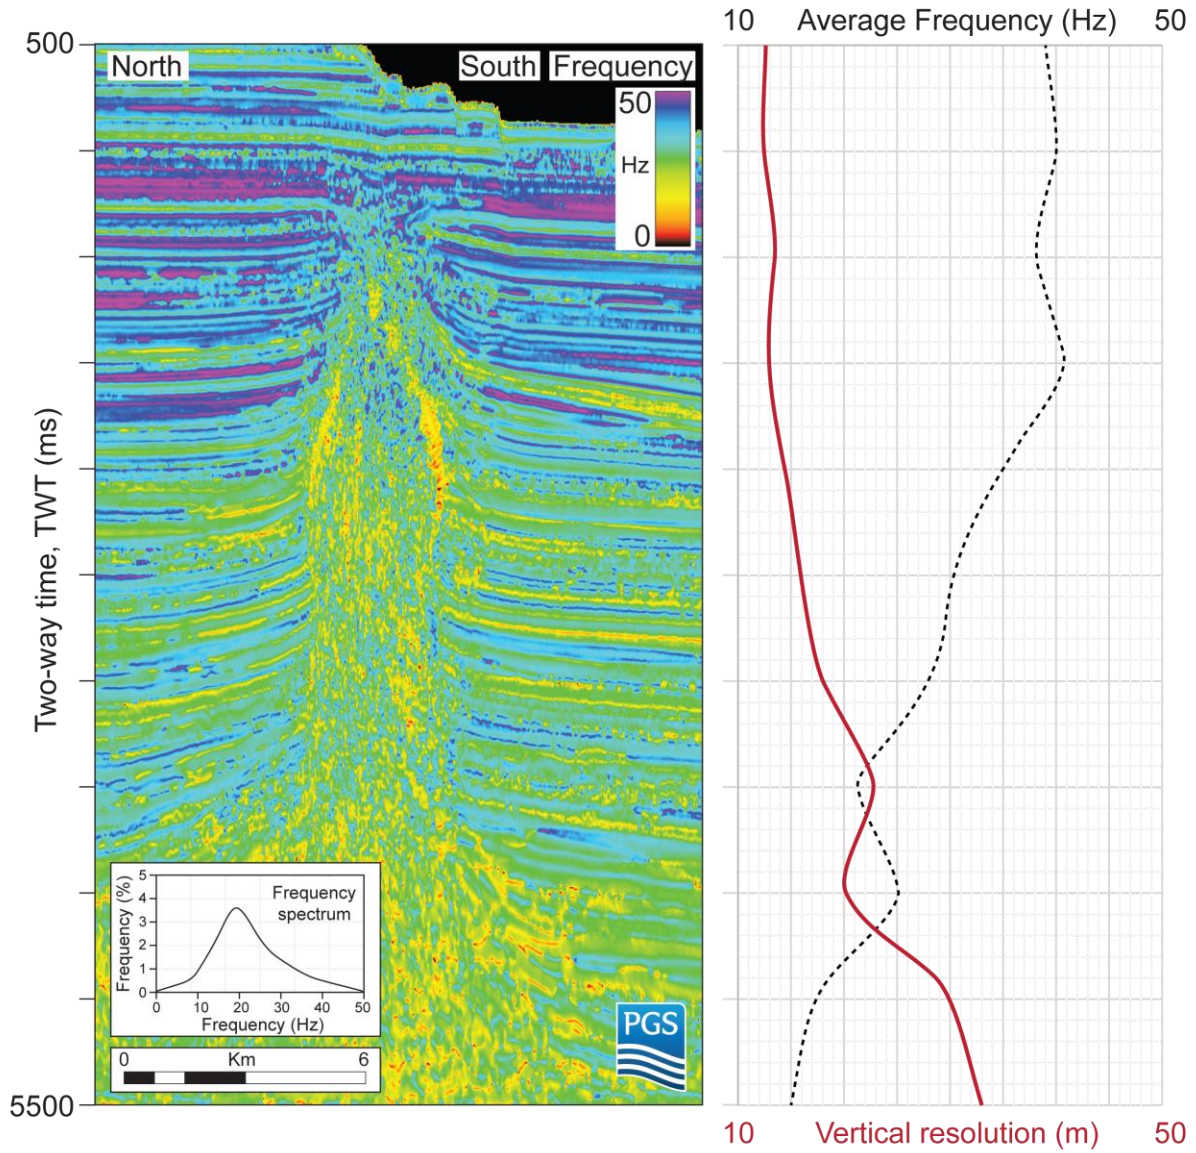 10 Average Frequency (Hz) 50
500
North
South
Frequency
50
Hz
0
Two-way time, TWT (ms)
5
4
3
2
1
0
Frequency (%)
Frequency
spectrum
0 10 20 30 40 50
Frequency (Hz)
0 Km 6
PGS
5500
10 Vertical resolution (m) 50